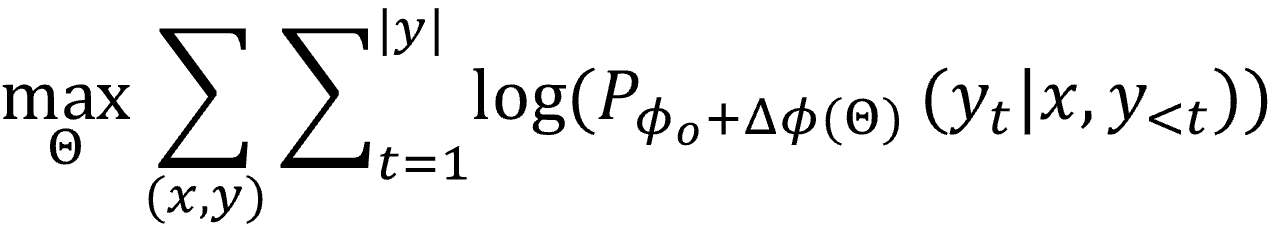 max_Θ ∑_(x,y) ∑_{t=1}^{|y|} log(P_{ϕ_o+Δϕ(Θ)} (y_t|x, y_{<t}))